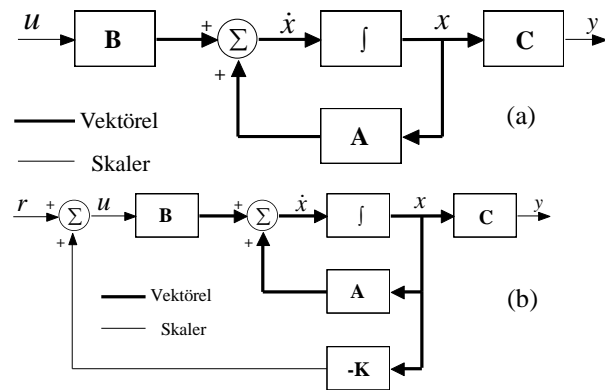 u B + Σ ẋ ∫ x C y
+
A
(a)
Vektörel
Skaler
r + Σ u B + Σ ẋ ∫ x C y
+ +
A
(b)
Vektörel
Skaler
-K